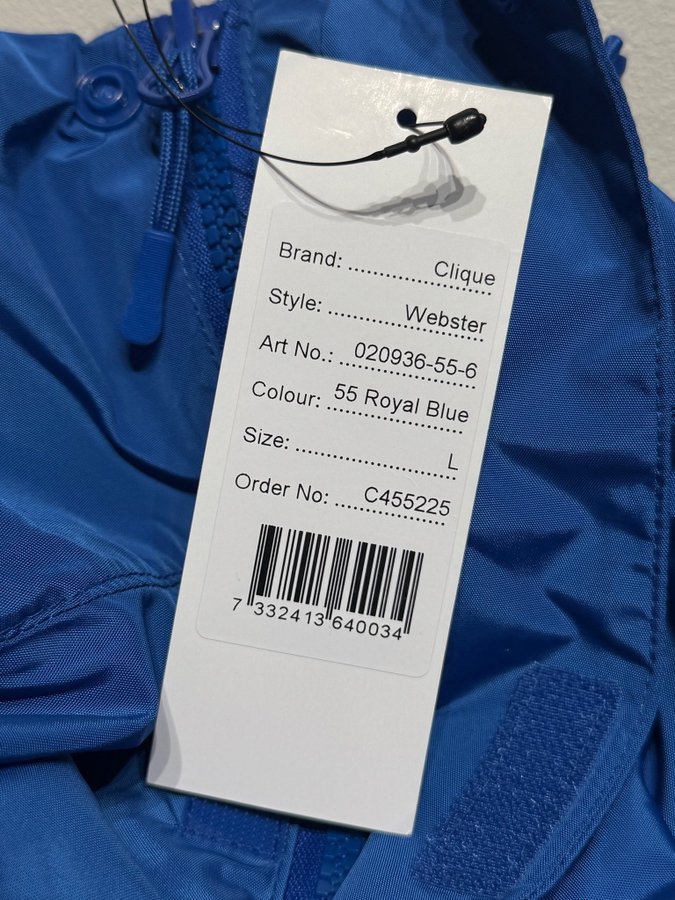 Brand: ........................ Clique
Style: ........................ Webster
Art No.: ........................ 020936-55-6
Colour: ........................ 55 Royal Blue
Size: ........................ L
Order No: ........................ C455225
7 332413 640034